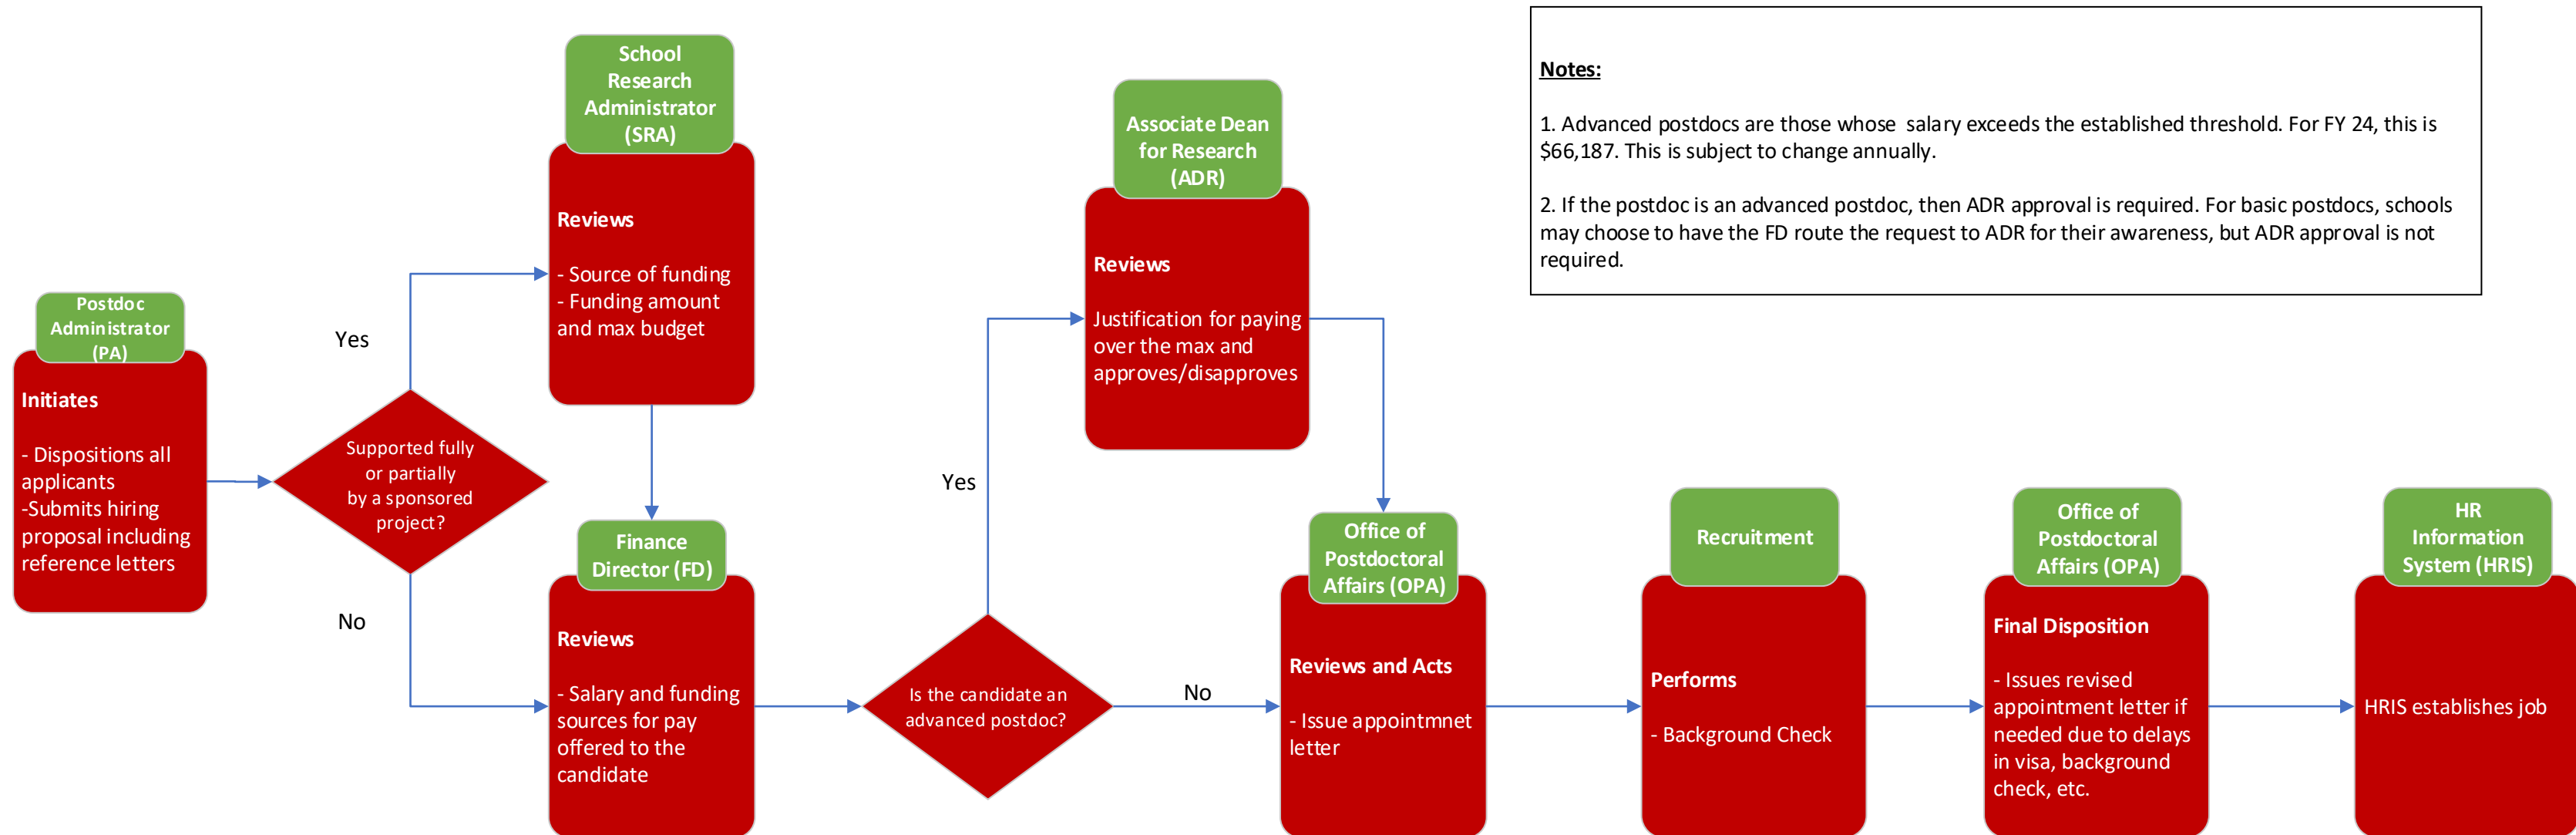 Postdoc
Administrator
(PA)
Initiates
- Dispositions all
applicants
-Submits hiring
proposal including
reference letters
Supported fully
or partially
by a sponsored
project?
Yes
No
School
Research
Administrator
(SRA)
Reviews
- Source of funding
- Funding amount
and max budget
Finance
Director (FD)
Reviews
- Salary and funding
sources for pay
offered to the
candidate
Is the candidate an
advanced postdoc?
Yes
No
Associate Dean
for Research
(ADR)
Reviews
Justification for paying
over the max and
approves/disapproves
Office of
Postdoctoral
Affairs (OPA)
Reviews and Acts
- Issue appointmnet
letter
Recruitment
Performs
- Background Check
Office of
Postdoctoral
Affairs (OPA)
Final Disposition
- Issues revised
appointment letter if
needed due to delays
in visa, background
check, etc.
HR
Information
System (HRIS)
HRIS establishes job
Notes:
1. Advanced postdocs are those whose salary exceeds the established threshold. For FY 24, this is
$66,187. This is subject to change annually.
2. If the postdoc is an advanced postdoc, then ADR approval is required. For basic postdocs, schools
may choose to have the FD route the request to ADR for their awareness, but ADR approval is not
required.